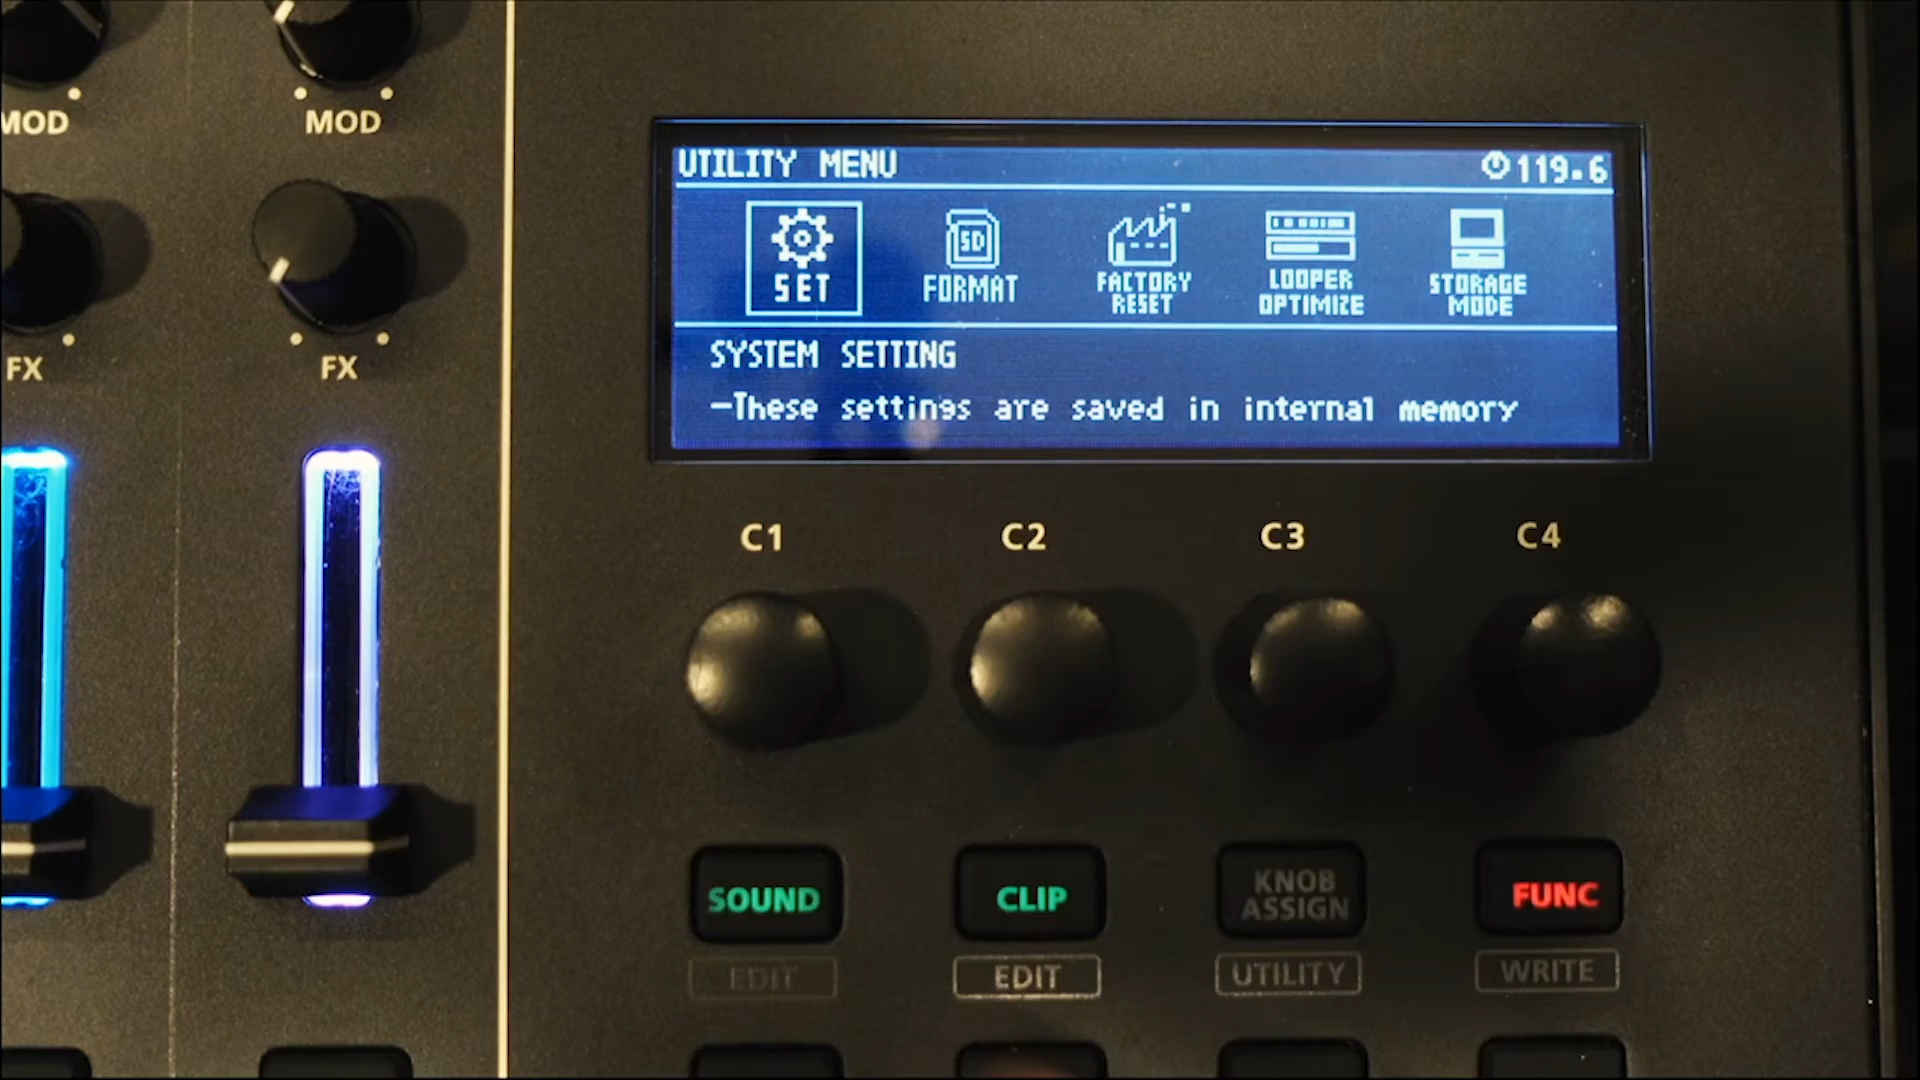 MOD
MOD
FX
FX
UTILITY MENU
119.6
SET
FORMAT
FACTORY
RESET
LOOPER
OPTIMIZE
STORAGE
MODE
SD
SYSTEM SETTING
-These settings are saved in internal memory
C1
C2
C3
C4
SOUND
CLIP
KNOB
ASSIGN
FUNC
EDIT
EDIT
UTILITY
WRITE